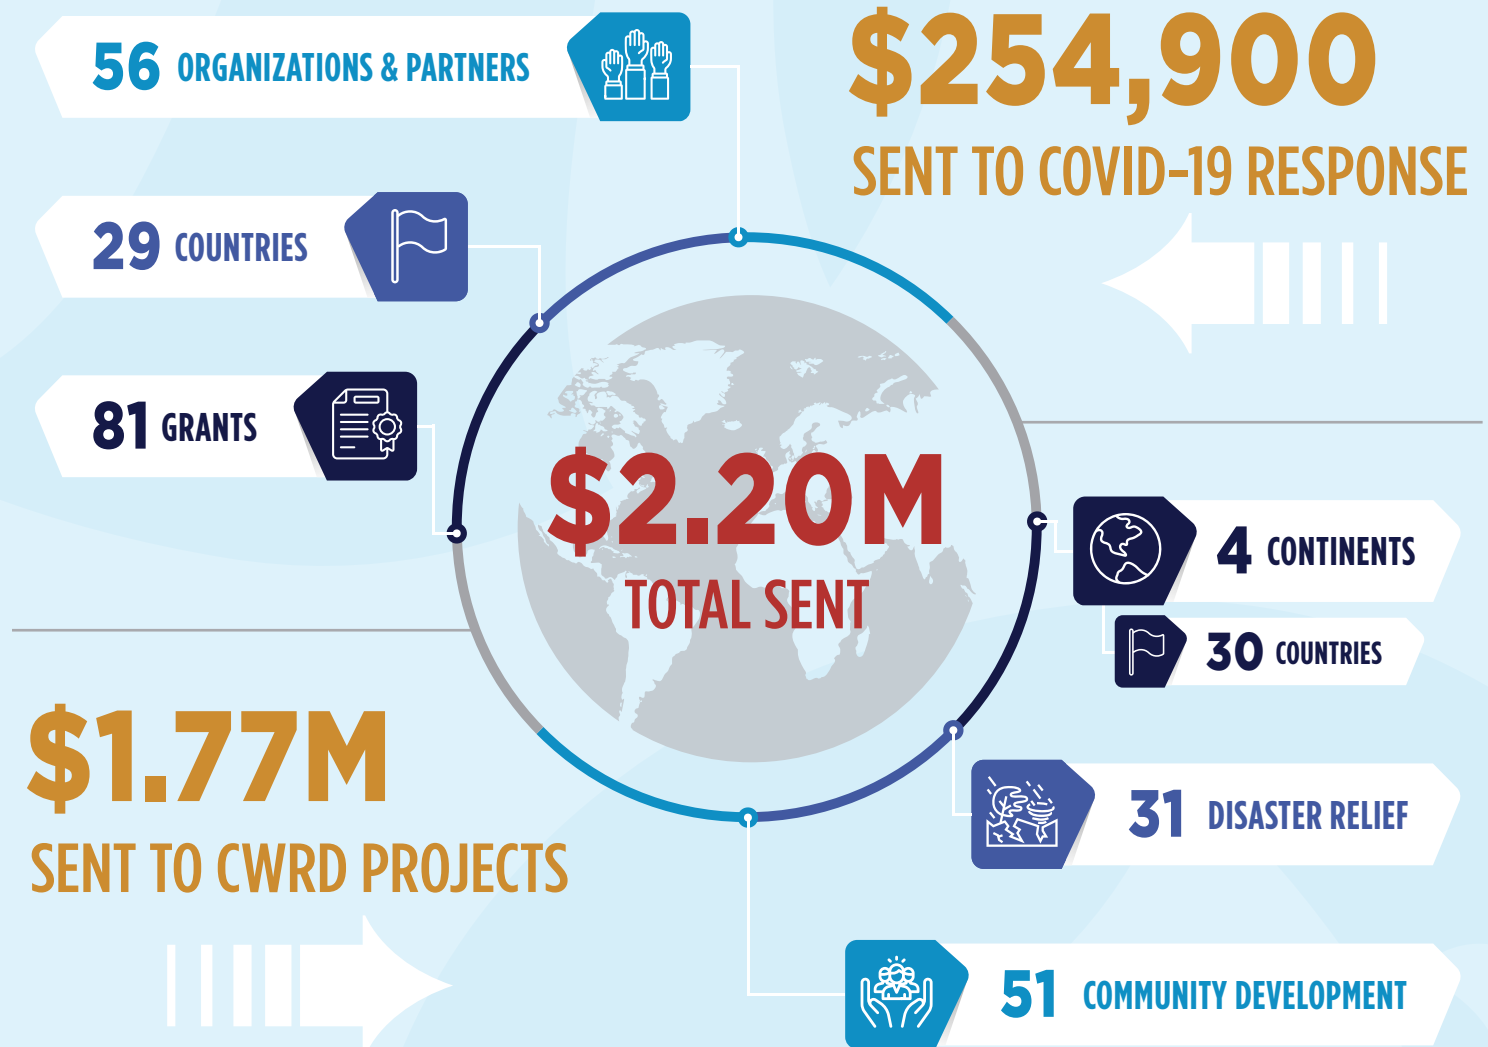 56 ORGANIZATIONS & PARTNERS
29 COUNTRIES
81 GRANTS
$254,900
SENT TO COVID-19 RESPONSE
$2.20M
TOTAL SENT
$1.77M
SENT TO CWRD PROJECTS
4 CONTINENTS
30 COUNTRIES
31 DISASTER RELIEF
51 COMMUNITY DEVELOPMENT